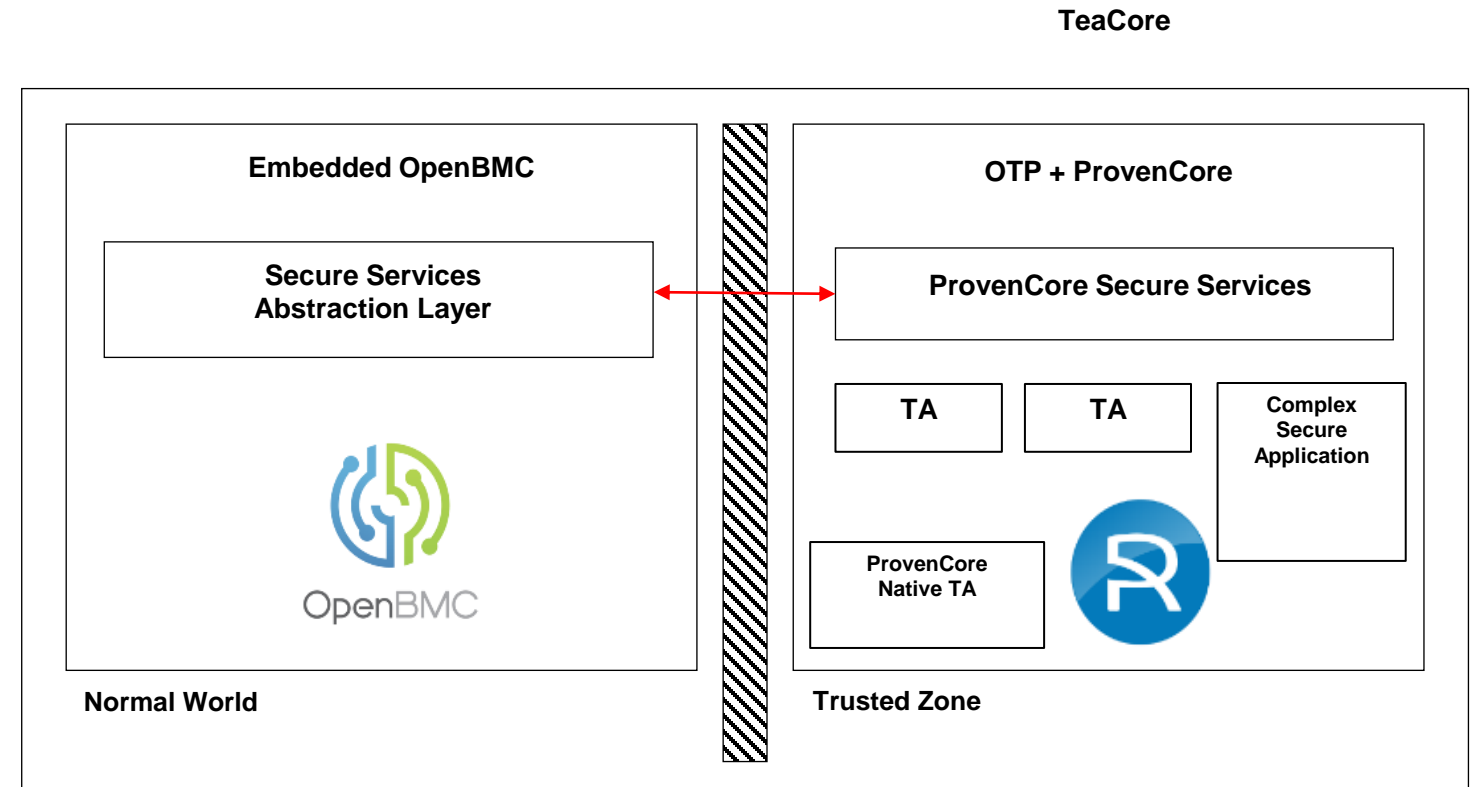 TeaCore
Embedded OpenBMC
Secure Services
Abstraction Layer
OpenBMC
Normal World
OTP + ProvenCore
ProvenCore Secure Services
TA
TA
Complex
Secure
Application
ProvenCore
Native TA
R
Trusted Zone